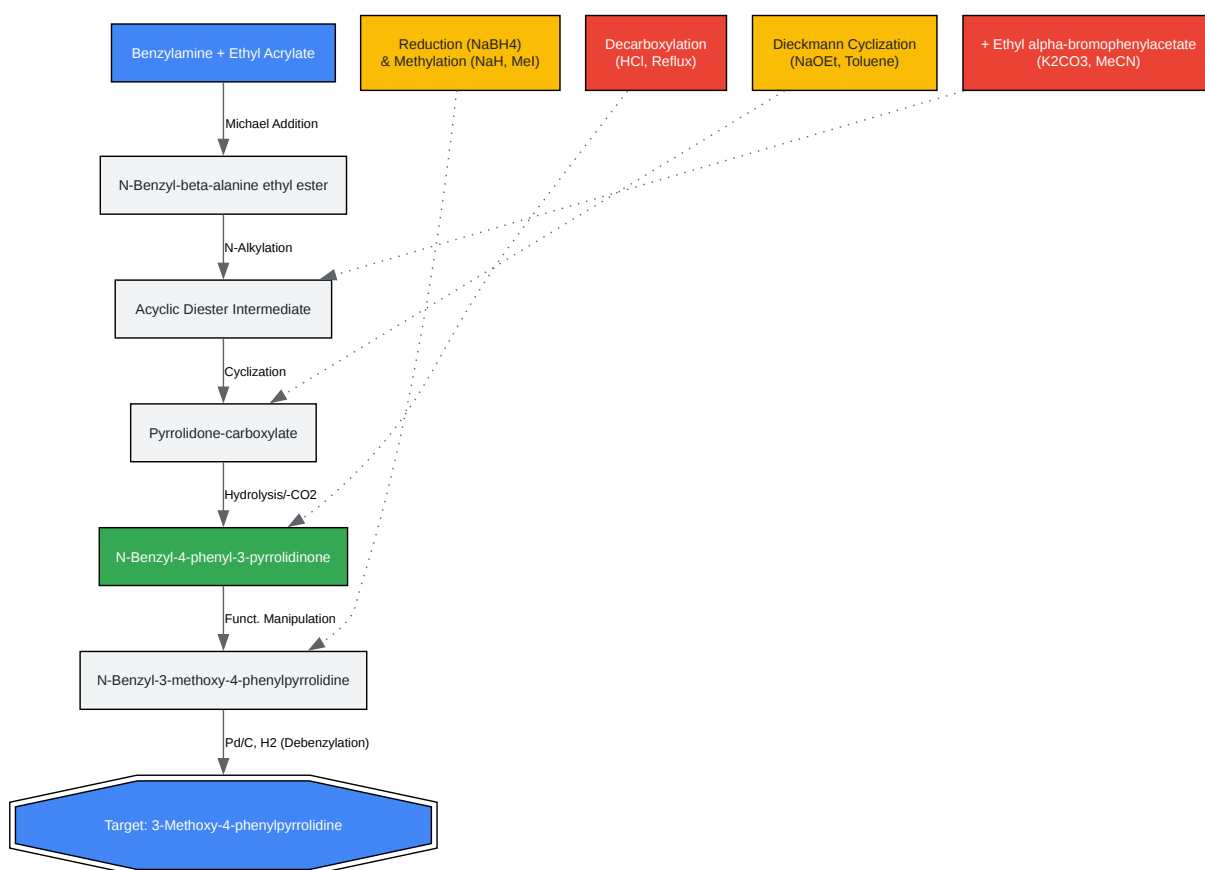 Benzylamine + Ethyl Acrylate
Reduction (NaBH4)
& Methylation (NaH, MeI)
Decarboxylation
(HCl, Reflux)
Dieckmann Cyclization
(NaOEt, Toluene)
+ Ethyl alpha-bromophenylacetate
(K2CO3, MeCN)
Michael Addition
N-Benzyl-beta-alanine ethyl ester
N-Alkylation
Acyclic Diester Intermediate
Cyclization
Pyrrolidone-carboxylate
Hydrolysis/-CO2
N-Benzyl-4-phenyl-3-pyrrolidinone
Funct. Manipulation
N-Benzyl-3-methoxy-4-phenylpyrrolidine
Pd/C, H2 (Debenzylation)
Target: 3-Methoxy-4-phenylpyrrolidine